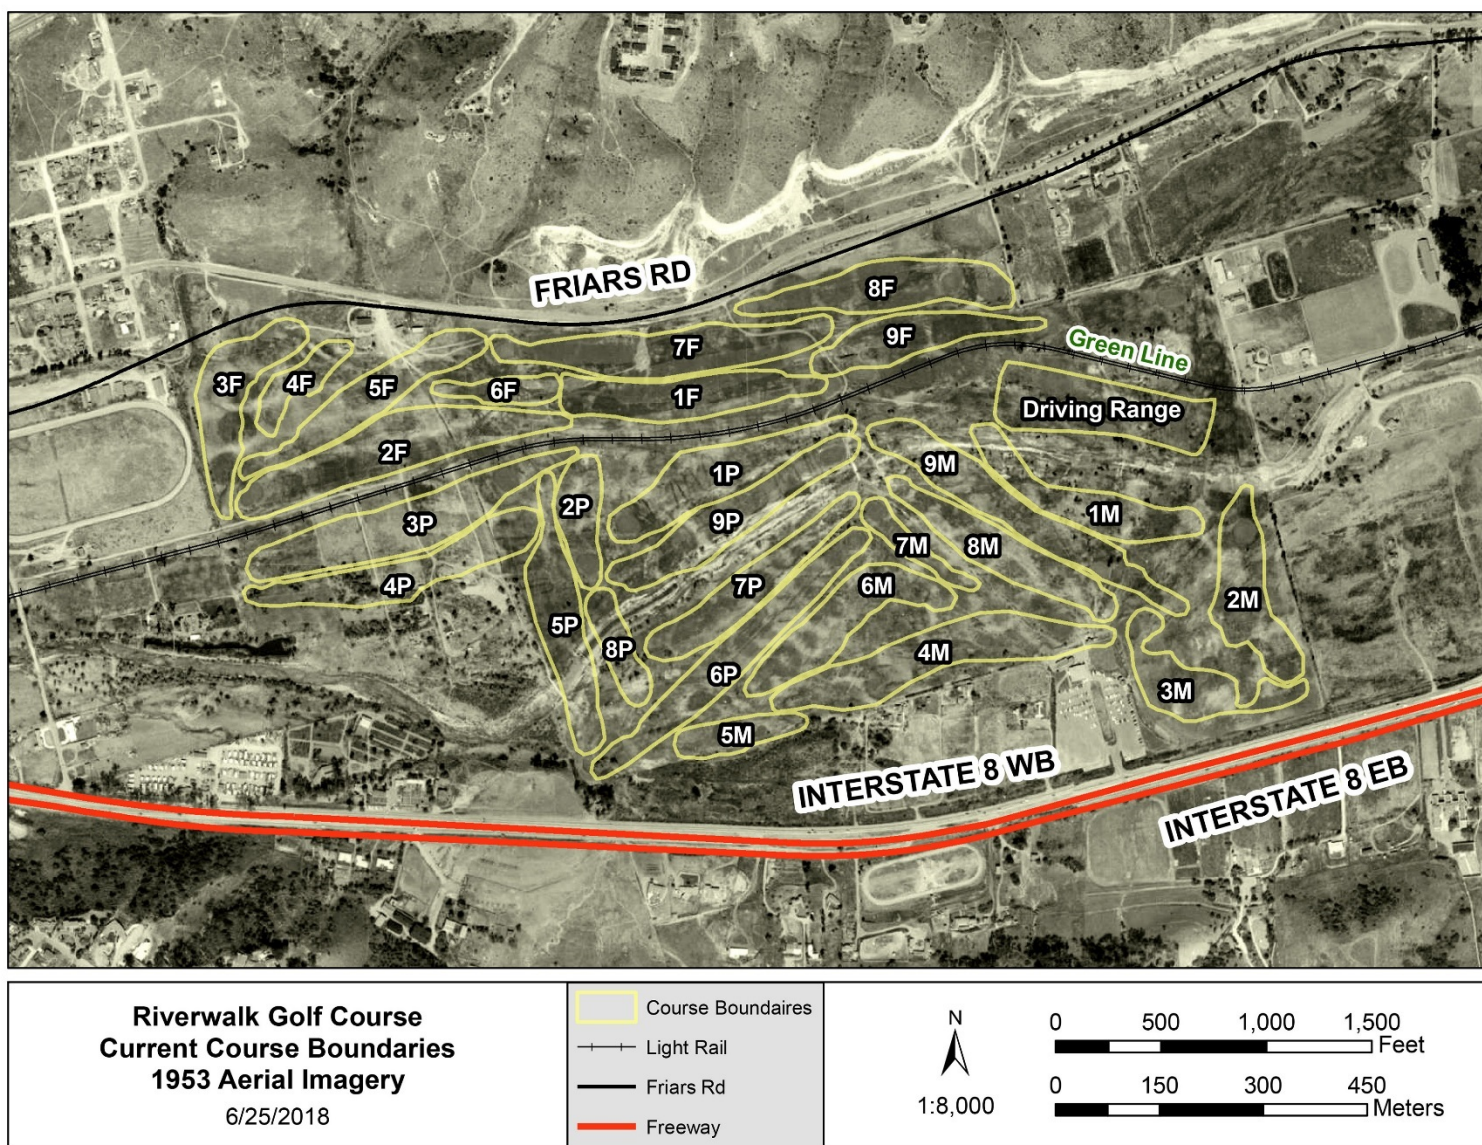 FRIARS RD
8F
9F
7F
Green Line
3F
4F
5F
6F
1F
Driving Range
2F
1P
9M
2P
3P
9P
1M
7M
8M
4P
7P
6M
2M
5P
8P
4M
6P
3M
5M
INTERSTATE 8 WB
INTERSTATE 8 EB
Riverwalk Golf Course
Current Course Boundaries
1953 Aerial Imagery
6/25/2018
Course Boundaires
Light Rail
Friars Rd
Freeway
N
1:8,000
0 500 1,000 1,500
Feet
0 150 300 450
Meters